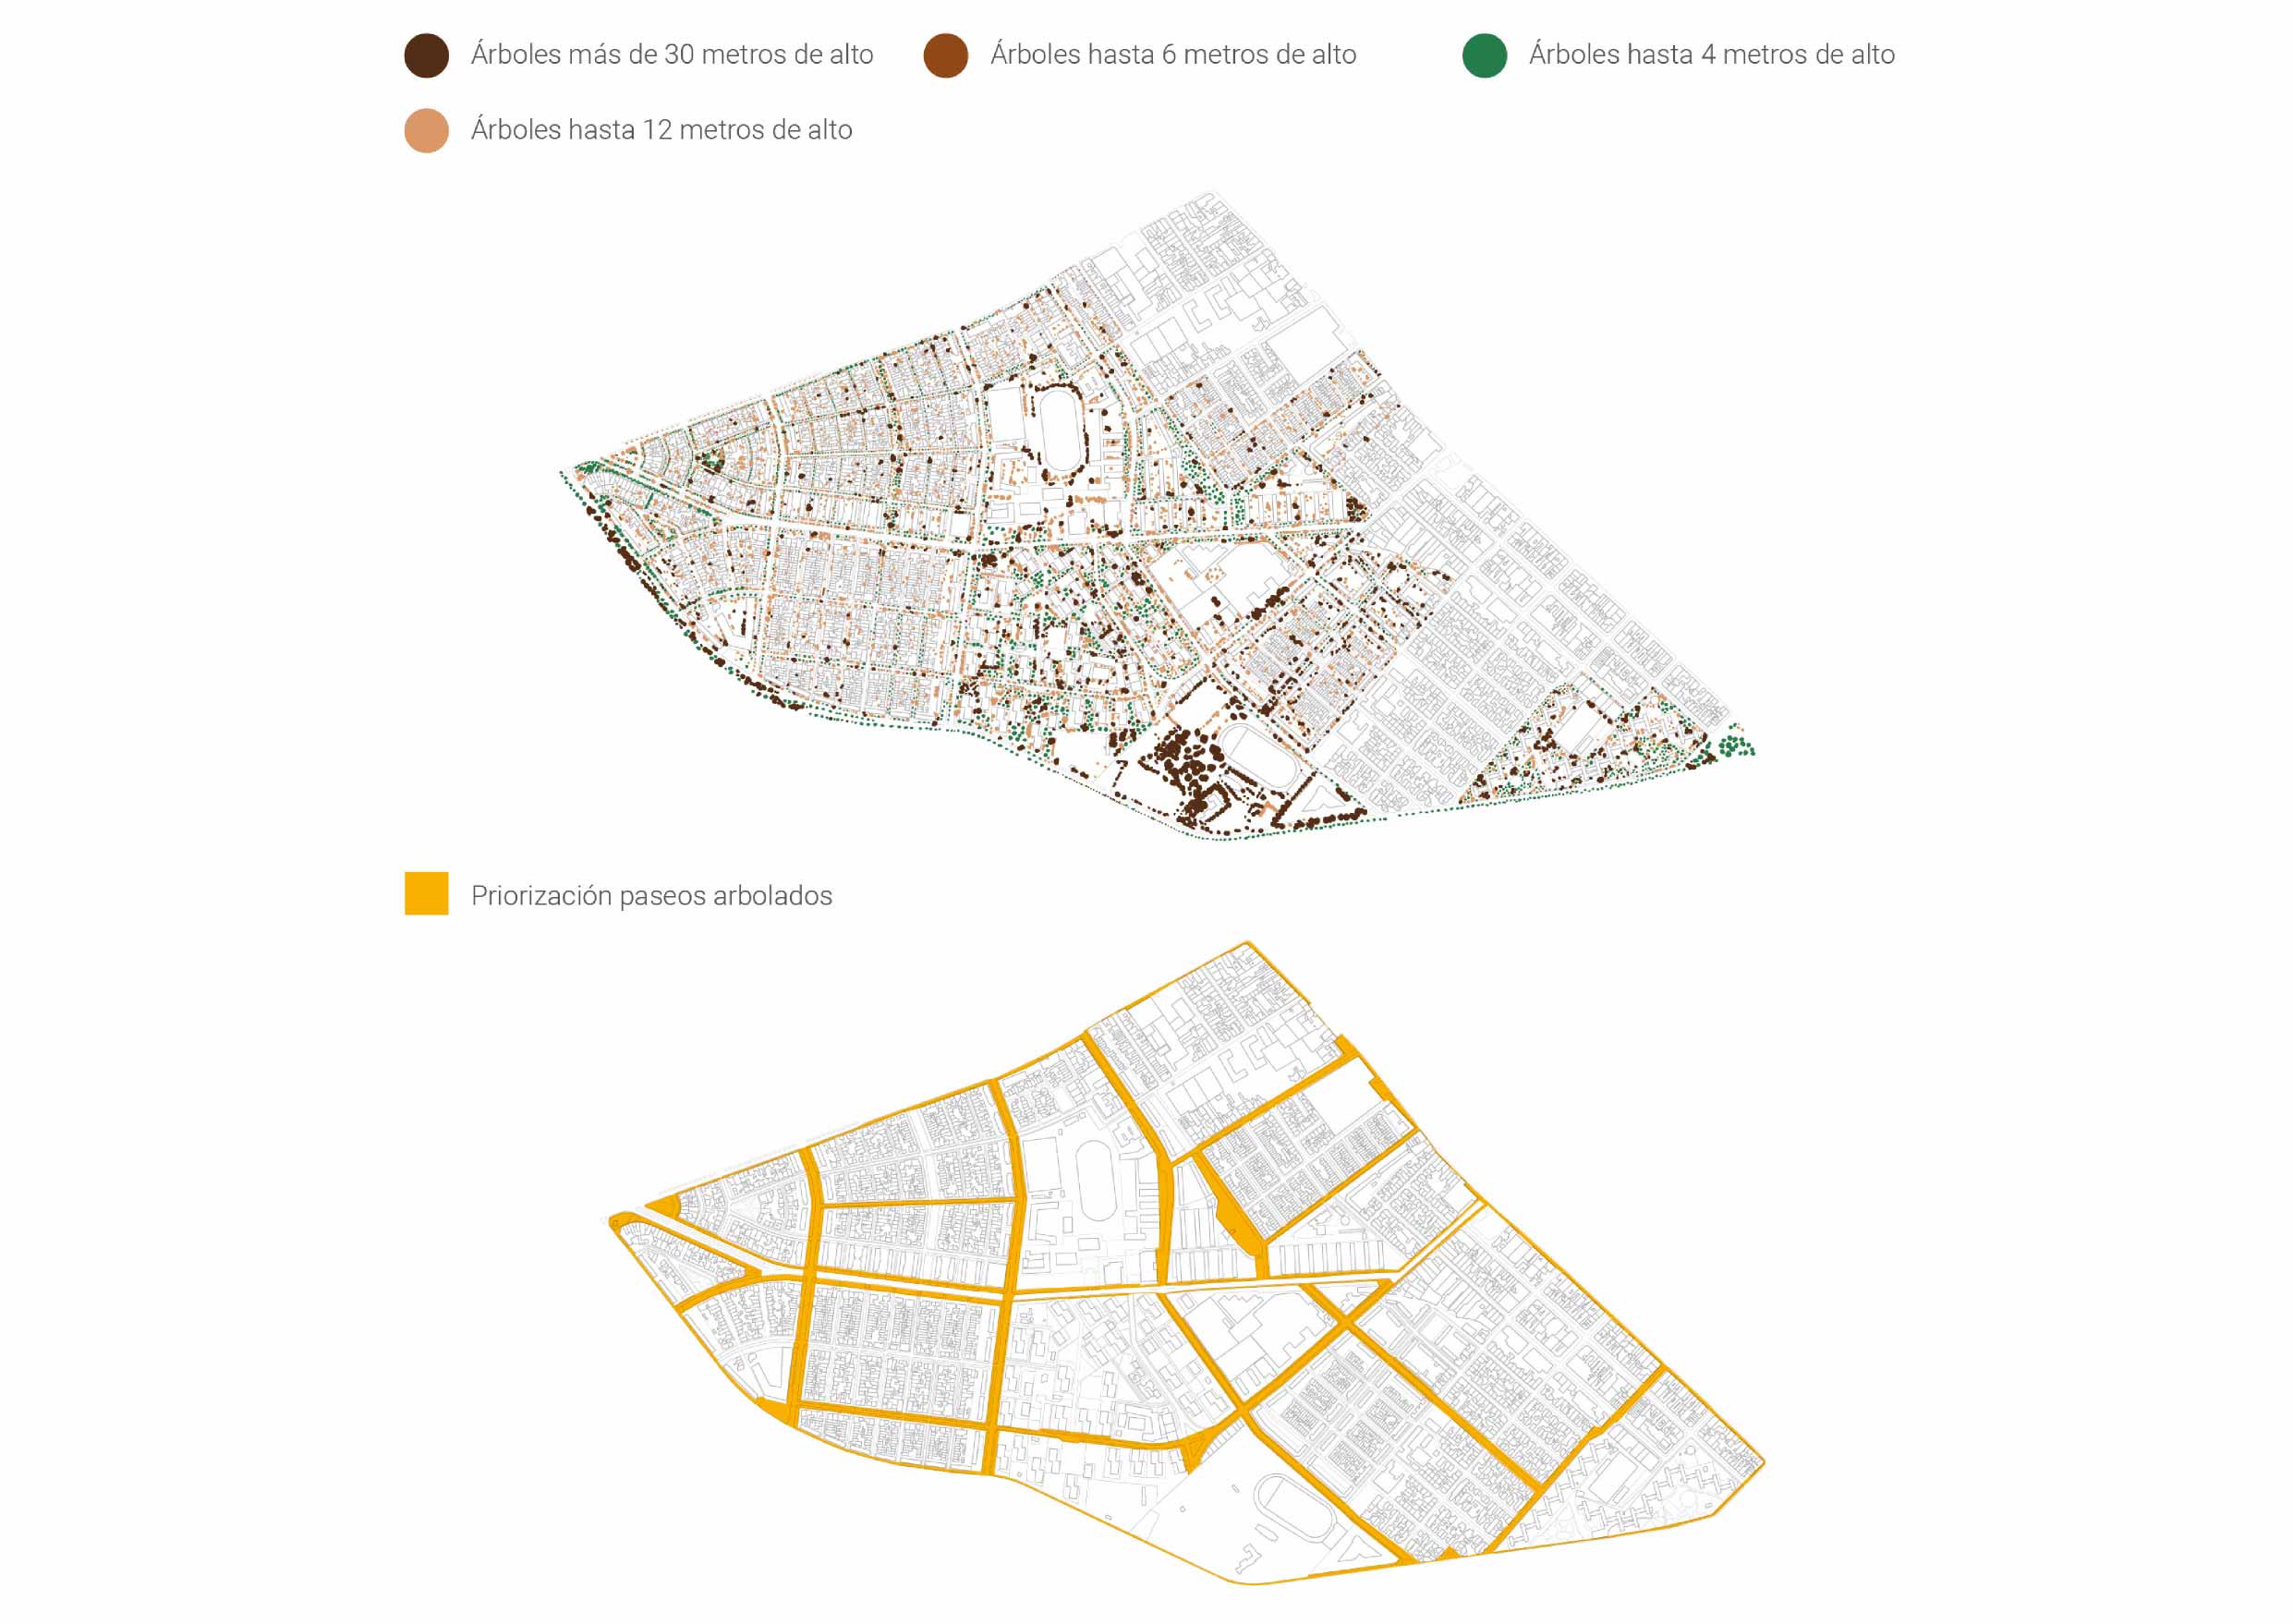 Árboles más de 30 metros de alto
Árboles hasta 6 metros de alto
Árboles hasta 4 metros de alto
Árboles hasta 12 metros de alto
Priorización paseos arbolados